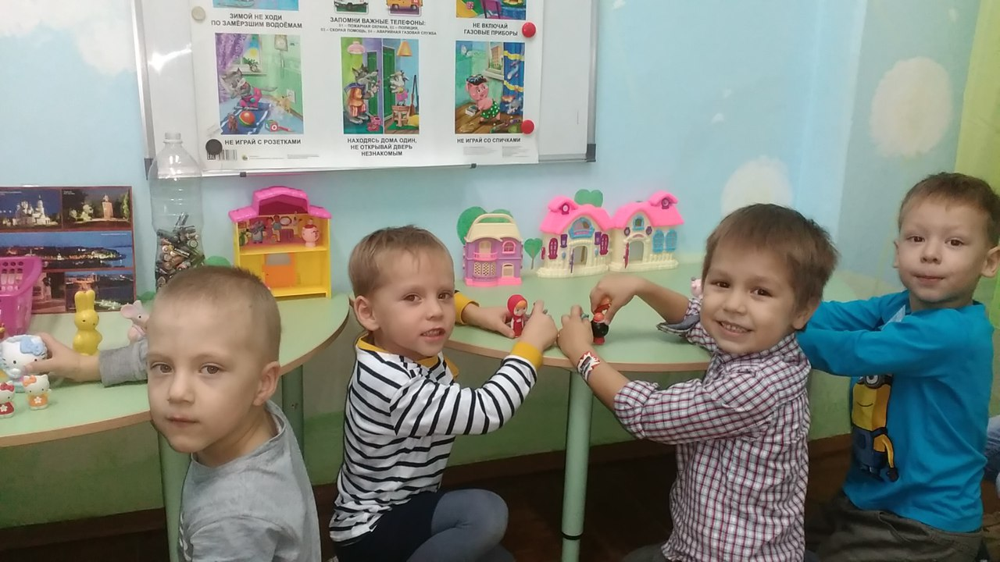 ЗИМОЙ НЕ ХОДИ
ПО ЗАМЁРЗШИМ ВОДОЁМАМ
ЗАПОМНИ ВАЖНЫЕ ТЕЛЕФОНЫ:
01 – ПОЖАРНАЯ ОХРАНА, 02 – ПОЛИЦИЯ,
03 – СКОРАЯ ПОМОЩЬ, 04 – АВАРИЙНАЯ ГАЗОВАЯ СЛУЖБА
НЕ ВКЛЮЧАЙ
ГАЗОВЫЕ ПРИБОРЫ
НЕ ИГРАЙ С РОЗЕТКАМИ
НАХОДЯСЬ ДОМА ОДИН,
НЕ ОТКРЫВАЙ ДВЕРЬ
НЕЗНАКОМЫМ
НЕ ИГРАЙ СО СПИЧКАМИ